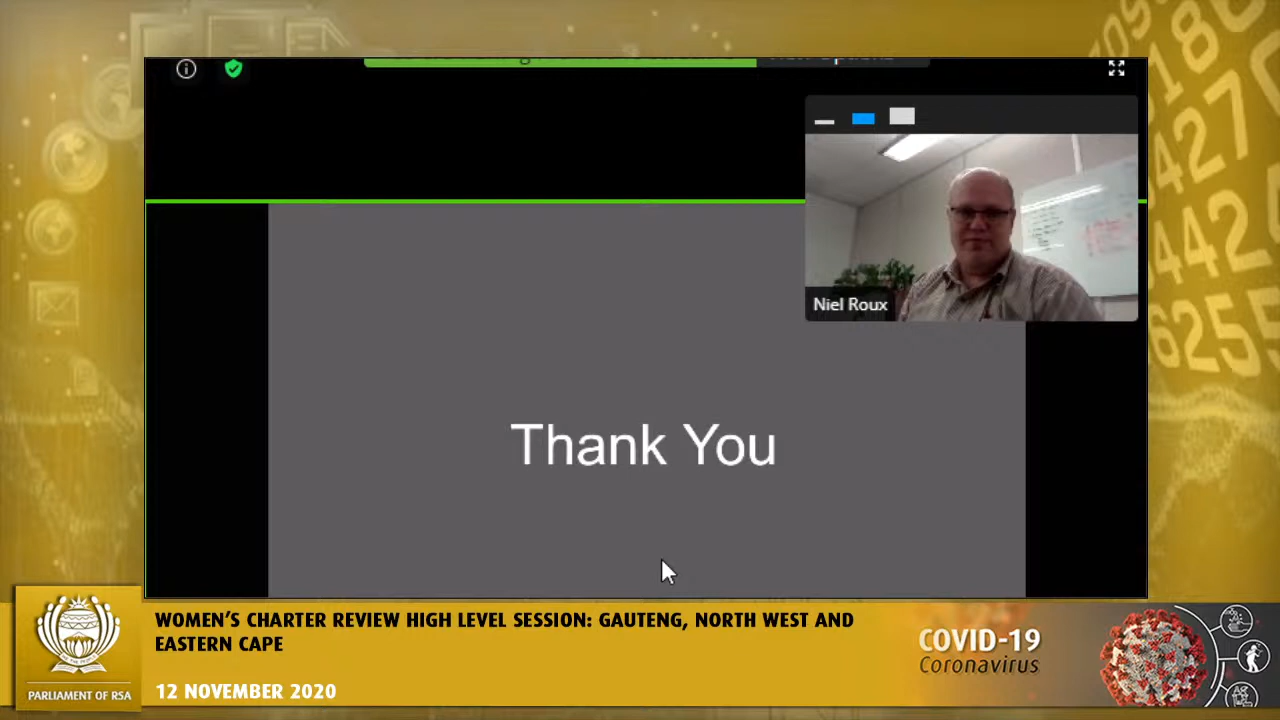 Niel Roux
Thank You
WOMEN'S CHARTER REVIEW HIGH LEVEL SESSION: GAUTENG, NORTH WEST AND
EASTERN CAPE
12 NOVEMBER 2020
PARLIAMENT OF RSA
COVID-19
Coronavirus